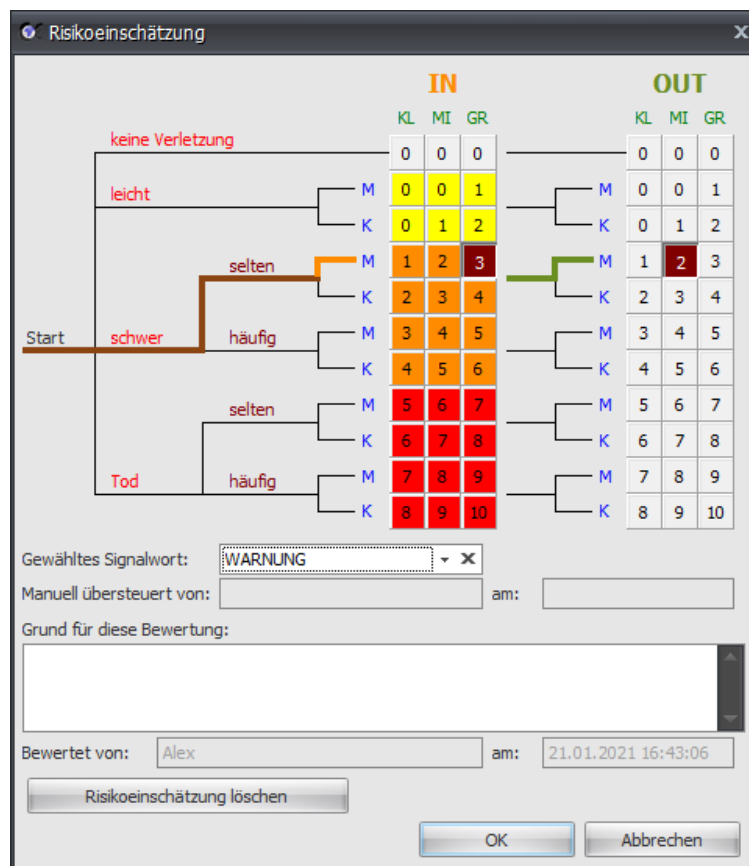 Risikoeinschätzung x
IN OUT
KL MI GR KL MI GR
keine Verletzung 0 0 0 0 0 0
leicht M 0 0 1 M 0 0 1
K 0 1 2 K 0 1 2
selten M 1 2 3 M 1 2 3
K 2 3 4 K 2 3 4
Start schwer häufig M 3 4 5 M 3 4 5
K 4 5 6 K 4 5 6
selten M 5 6 7 M 5 6 7
K 6 7 8 K 6 7 8
Tod häufig M 7 8 9 M 7 8 9
K 8 9 10 K 8 9 10
Gewähltes Signalwort: WARNUNG
Manuell übersteuert von: am:
Grund für diese Bewertung:
Bewertet von: Alex am: 21.01.2021 16:43:06
Risikoeinschätzung löschen
OK Abbrechen